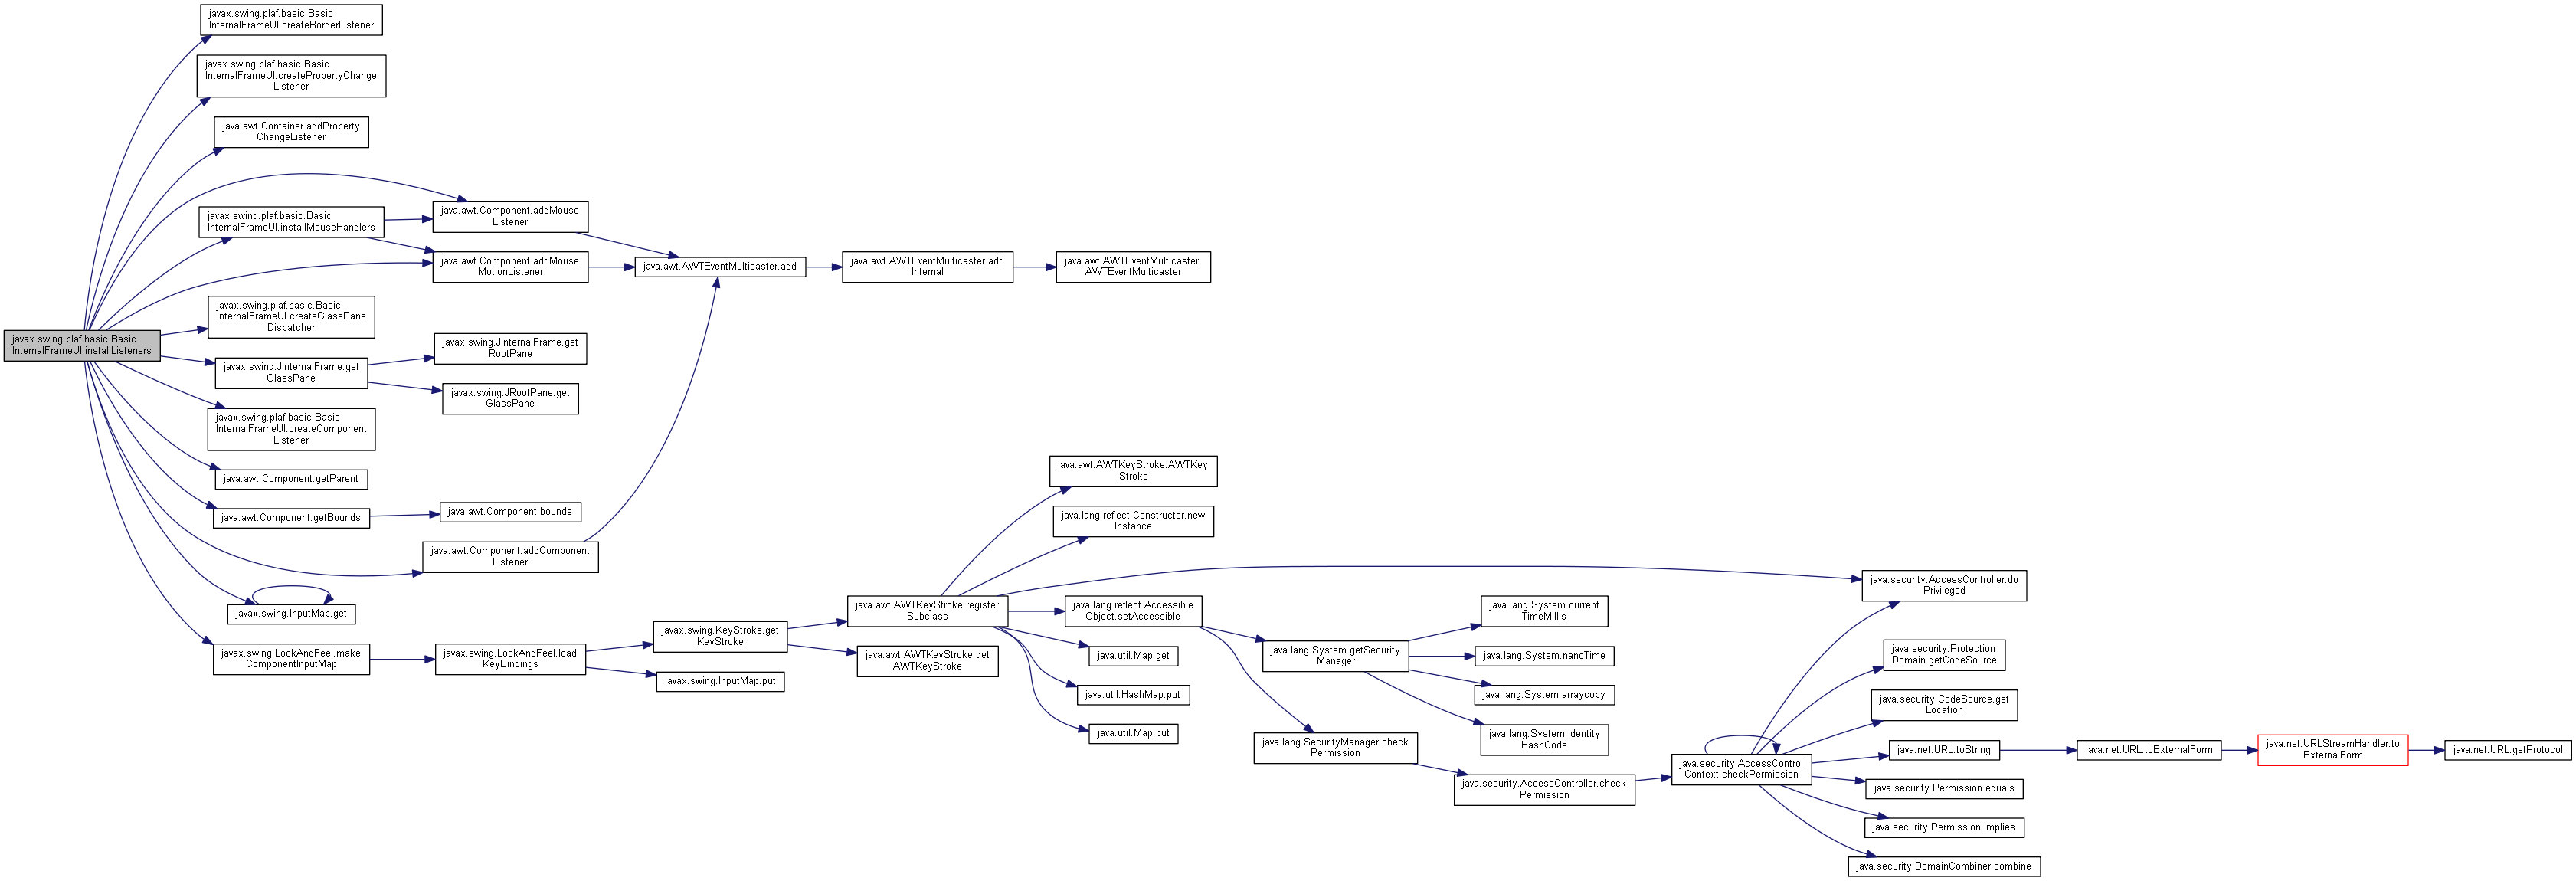 javax.swing.plaf.basic.Basic
InternalFrameUI.installListeners
javax.swing.plaf.basic.Basic
InternalFrameUI.createBorderListener
javax.swing.plaf.basic.Basic
InternalFrameUI.createPropertyChange
Listener
java.awt.Container.addProperty
ChangeListener
javax.swing.plaf.basic.Basic
InternalFrameUI.installMouseHandlers
javax.swing.plaf.basic.Basic
InternalFrameUI.createGlassPane
Dispatcher
javax.swing.JInternalFrame.get
GlassPane
javax.swing.plaf.basic.Basic
InternalFrameUI.createComponent
Listener
java.awt.Component.getParent
java.awt.Component.getBounds
javax.swing.InputMap.get
javax.swing.LookAndFeel.make
ComponentInputMap
java.awt.Component.addMouse
Listener
java.awt.Component.addMouse
MotionListener
javax.swing.JInternalFrame.get
RootPane
javax.swing.JRootPane.get
GlassPane
java.awt.Component.bounds
java.awt.Component.addComponent
Listener
javax.swing.LookAndFeel.load
KeyBindings
java.awt.AWTEventMulticaster.add
javax.swing.KeyStroke.get
KeyStroke
javax.swing.InputMap.put
java.awt.AWTEventMulticaster.add
Internal
java.awt.AWTKeyStroke.register
Subclass
java.awt.AWTKeyStroke.get
AWTKeyStroke
java.awt.AWTEventMulticaster.
AWTEventMulticaster
java.awt.AWTKeyStroke.AWTKey
Stroke
java.lang.reflect.Constructor.new
Instance
java.lang.reflect.Accessible
Object.setAccessible
java.util.Map.get
java.util.HashMap.put
java.util.Map.put
java.lang.System.getSecurity
Manager
java.lang.SecurityManager.check
Permission
java.lang.System.current
TimeMillis
java.lang.System.nanoTime
java.lang.System.arraycopy
java.lang.System.identity
HashCode
java.security.AccessController.check
Permission
java.security.AccessControl
Context.checkPermission
java.security.AccessController.do
Privileged
java.security.Protection
Domain.getCodeSource
java.security.CodeSource.get
Location
java.net.URL.toString
java.security.Permission.equals
java.security.Permission.implies
java.security.DomainCombiner.combine
java.net.URL.toExternalForm
java.net.URLStreamHandler.to
ExternalForm
java.net.URL.getProtocol